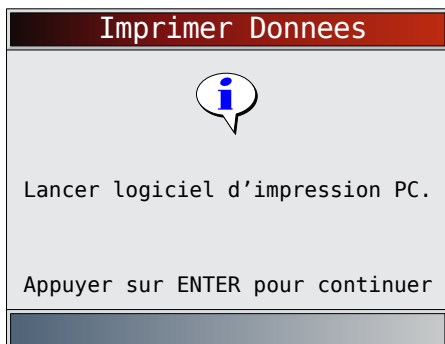 Imprimer Donnees
i
Lancer logiciel d'impression PC.
Appuyer sur ENTER pour continuer